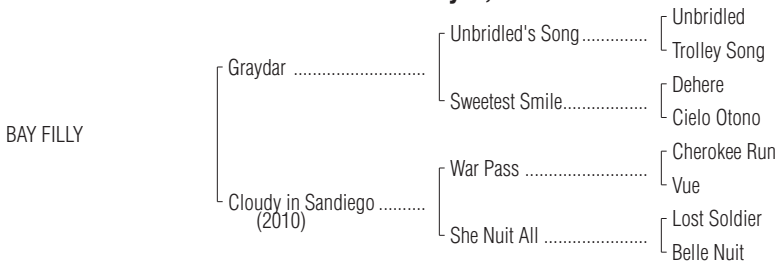 Unbridled
Unbridled's Song..............
Trolley Song
Graydar ............................
Dehere
Sweetest Smile..................
Cielo Otono
BAY FILLY
Cherokee Run
War Pass ..........................
Vue
Cloudy in Sandiego ..........
(2010)
Lost Soldier
She Nuit All ......................
Belle Nuit